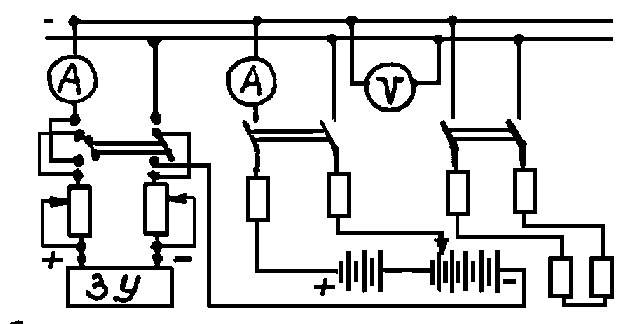 -
А А V
+ -
ЗУ
+ -